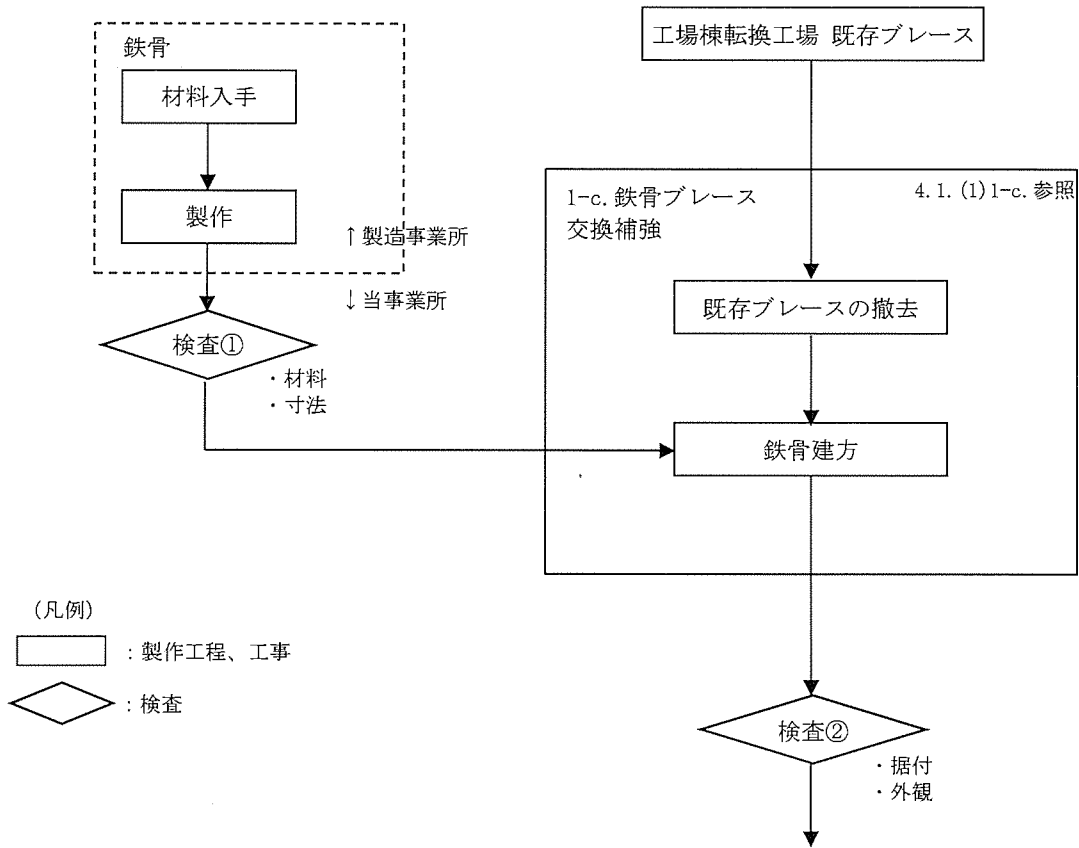 鉄骨
材料入手
製作
↑製造事業所
↓当事業所
検査①
・材料
・寸法
工場棟転換工場 既存ブレース
1-c.鉄骨ブレース
交換補強
4.1.(1)1-c.参照
既存ブレースの撤去
鉄骨建方
検査②
・据付
・外観
(凡例)
：製作工程、工事
：検査